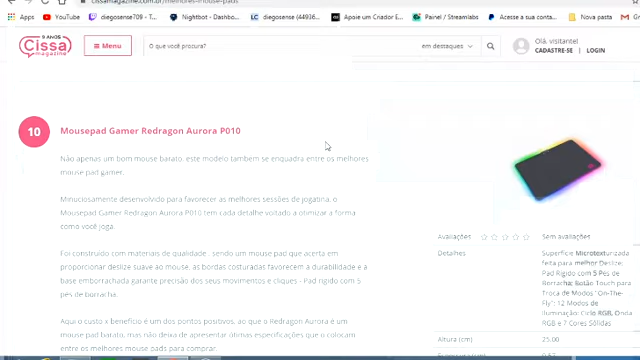 cissamagazine.com.br/melhores-mouse-pads
Apps
YouTube
diegosense709 - T...
Nightbot - Dashbo...
diegosense (44936...
Apoie um Criador E...
Painel / Streamlabs
Acesse a sua conta...
Nova pasta
Gm
9 ANOS
Cissa
magazine
Menu
O que você procura?
em destaques
Olá, visitante!
CADASTRE-SE | LOGIN
10
Mousepad Gamer Redragon Aurora P010
Não apenas um bom mouse barato, este modelo também se enquadra entre os melhores
mouse pad gamer.
Minuciosamente desenvolvido para favorecer as melhores sessões de jogatina, o
Mousepad Gamer Redragon Aurora P010 tem cada detalhe voltado a otimizar a forma
como você joga.
Foi construído com materiais de qualidade , sendo um mouse pad que acerta em
proporcionar deslize suave ao mouse, as bordas costuradas favorecem a durabilidade e a
base emborrachada garante precisão dos seus movimentos e cliques - Pad rígido com 5
pés de borracha.
Aqui o custo x benefício é um dos pontos positivos, ao que o Redragon Aurora é um
mouse pad barato, mas não deixa de apresentar ótimas especificações que o colocam
entre os melhores mouse pads para comprar.
Avaliações
Sem avaliações
Detalhes
Superfície Microtexturizada
feita para melhor Deslize;
Pad Rígido com 5 Pés de
Borracha; Botão Touch para
Troca de Modos "On-The-
Fly"; 12 Modos de
Iluminação: Ciclo RGB, Onda
RGB e 7 Cores Sólidas
Altura (cm)
25.00